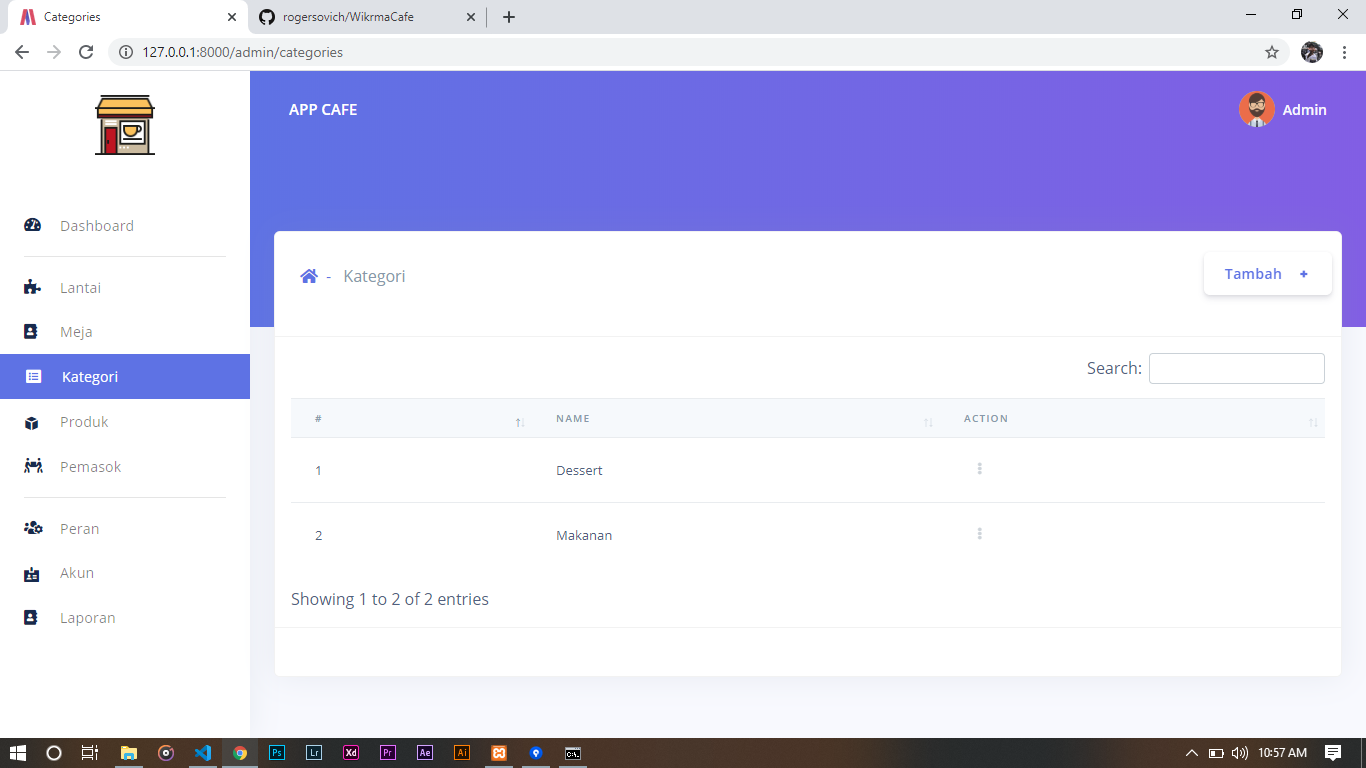 Categories
rogersovich/WikrmaCafe
127.0.0.1:8000/admin/categories
APP CAFE
Admin
Dashboard
Lantai
Meja
Kategori
Produk
Pemasok
Peran
Akun
Laporan
- Kategori
Tambah +
Search:
# NAME ACTION
1 Dessert
2 Makanan
Showing 1 to 2 of 2 entries
Ps Lr Xd Pr Ae Ai
10:57 AM